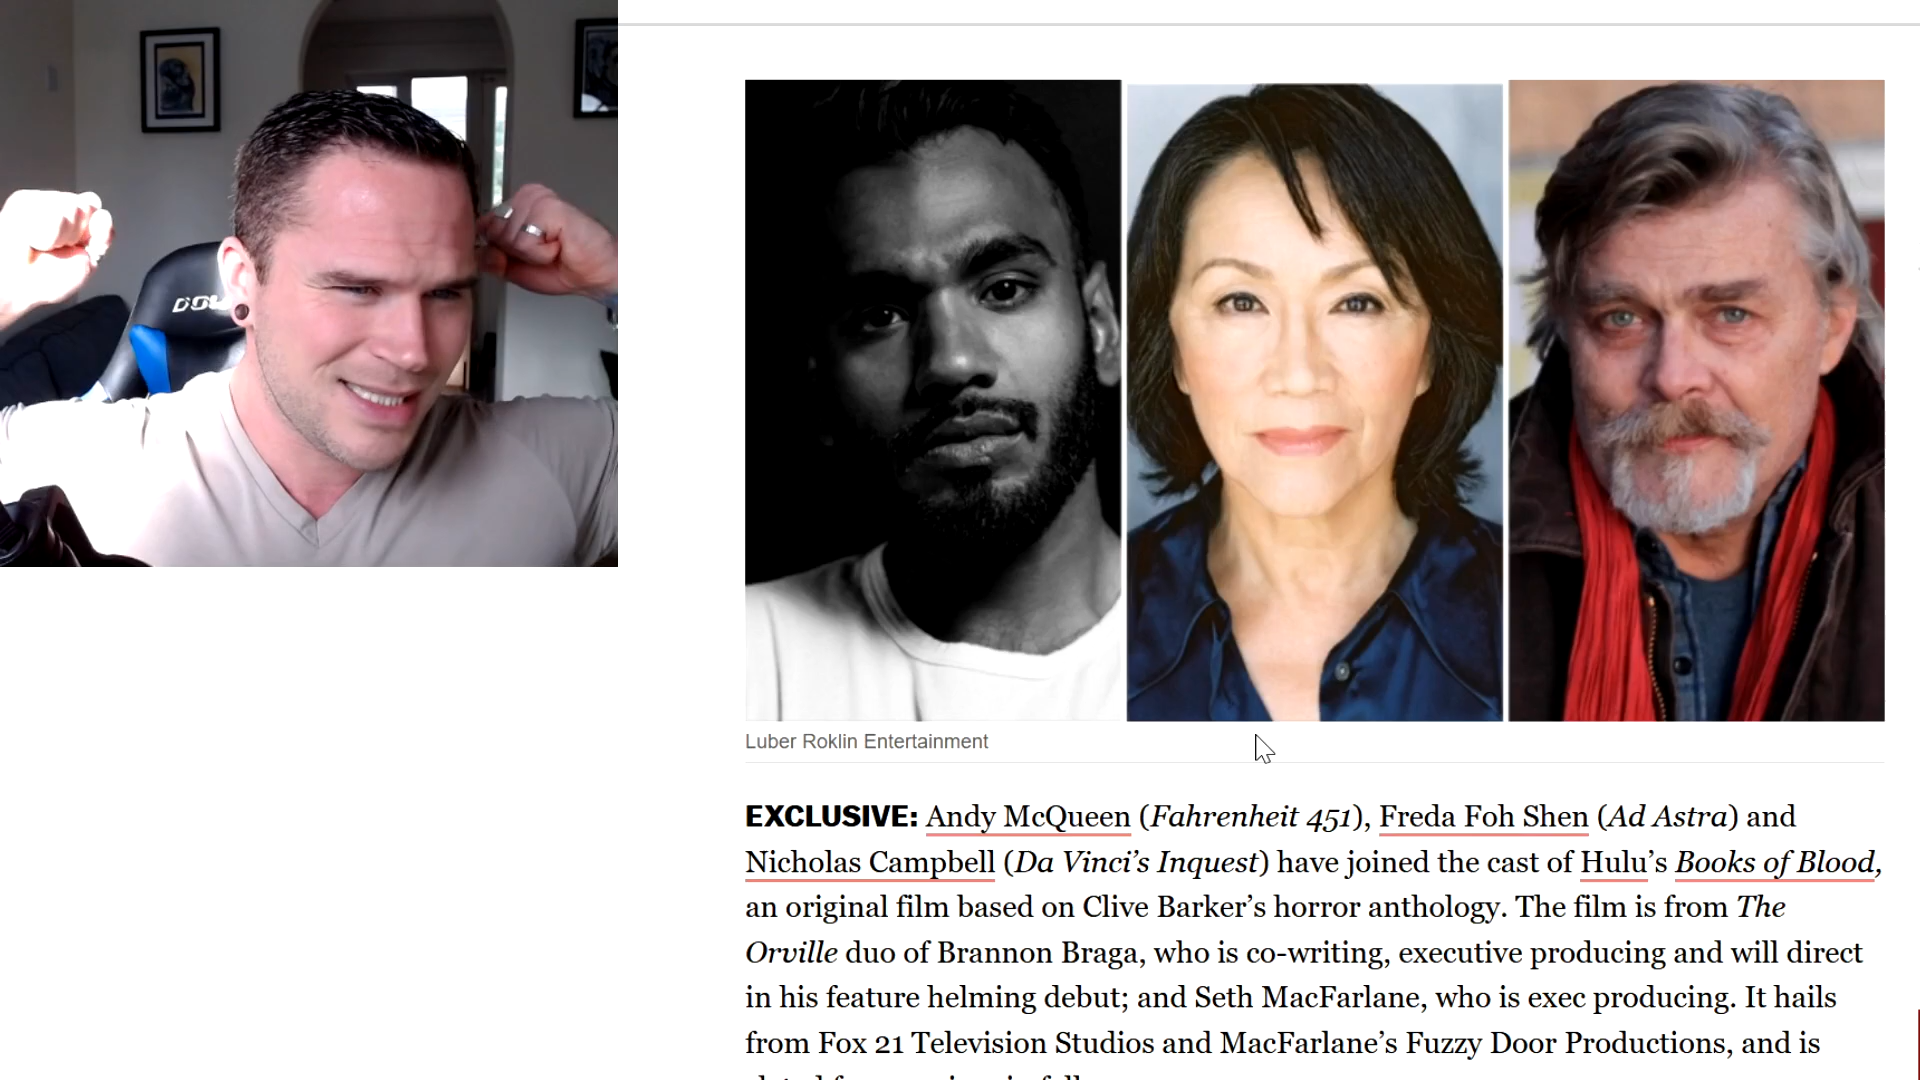 Luber Roklin Entertainment
EXCLUSIVE: Andy McQueen (Fahrenheit 451), Freda Foh Shen (Ad Astra) and
Nicholas Campbell (Da Vinci’s Inquest) have joined the cast of Hulu’s Books of Blood,
an original film based on Clive Barker’s horror anthology. The film is from The
Orville duo of Brannon Braga, who is co-writing, executive producing and will direct
in his feature helming debut; and Seth MacFarlane, who is exec producing. It hails
from Fox 21 Television Studios and MacFarlane’s Fuzzy Door Productions, and is